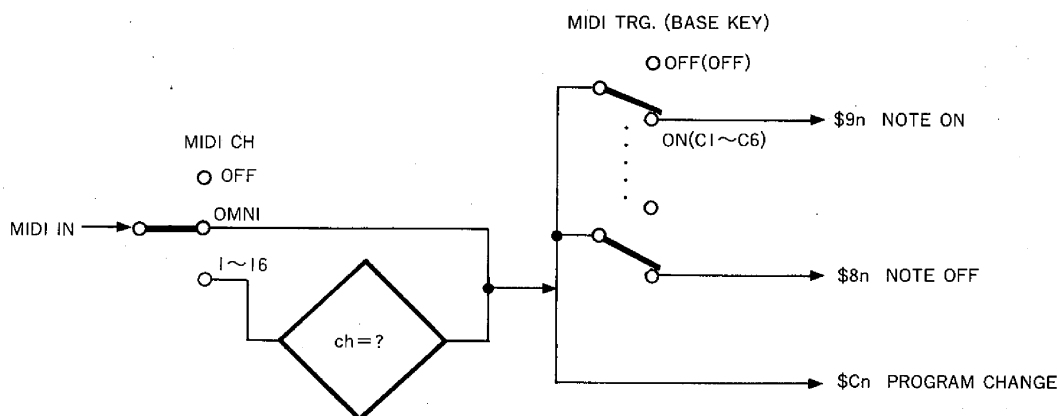 MIDI TRG. (BASE KEY)
OFF(OFF)
$9n NOTE ON
ON(C1~C6)
MIDI CH
OFF
OMNI
MIDI IN
1~16
$8n NOTE OFF
ch=?
$Cn PROGRAM CHANGE